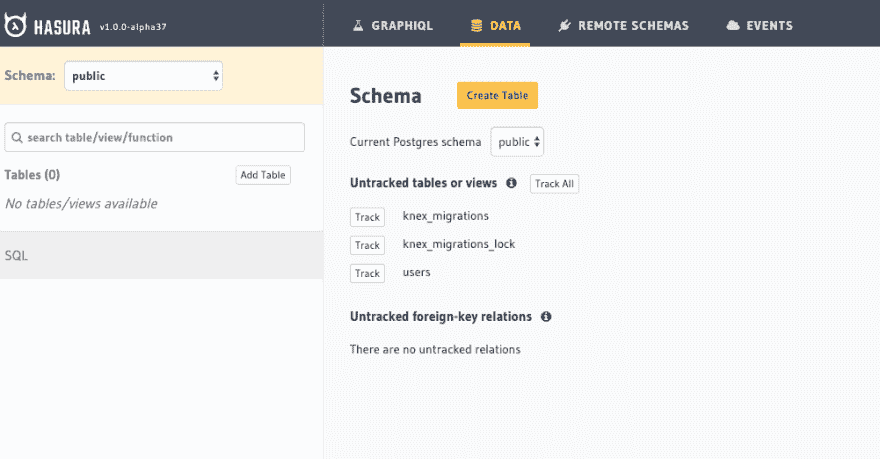 HASURA v1.0.0-alpha37
GRAPHIQL DATA REMOTE SCHEMAS EVENTS
Schema: public
search table/view/function
Tables (0) Add Table
No tables/views available
SQL
Schema Create Table
Current Postgres schema public
Untracked tables or views Track All
Track knex_migrations
Track knex_migrations_lock
Track users
Untracked foreign-key relations
There are no untracked relations